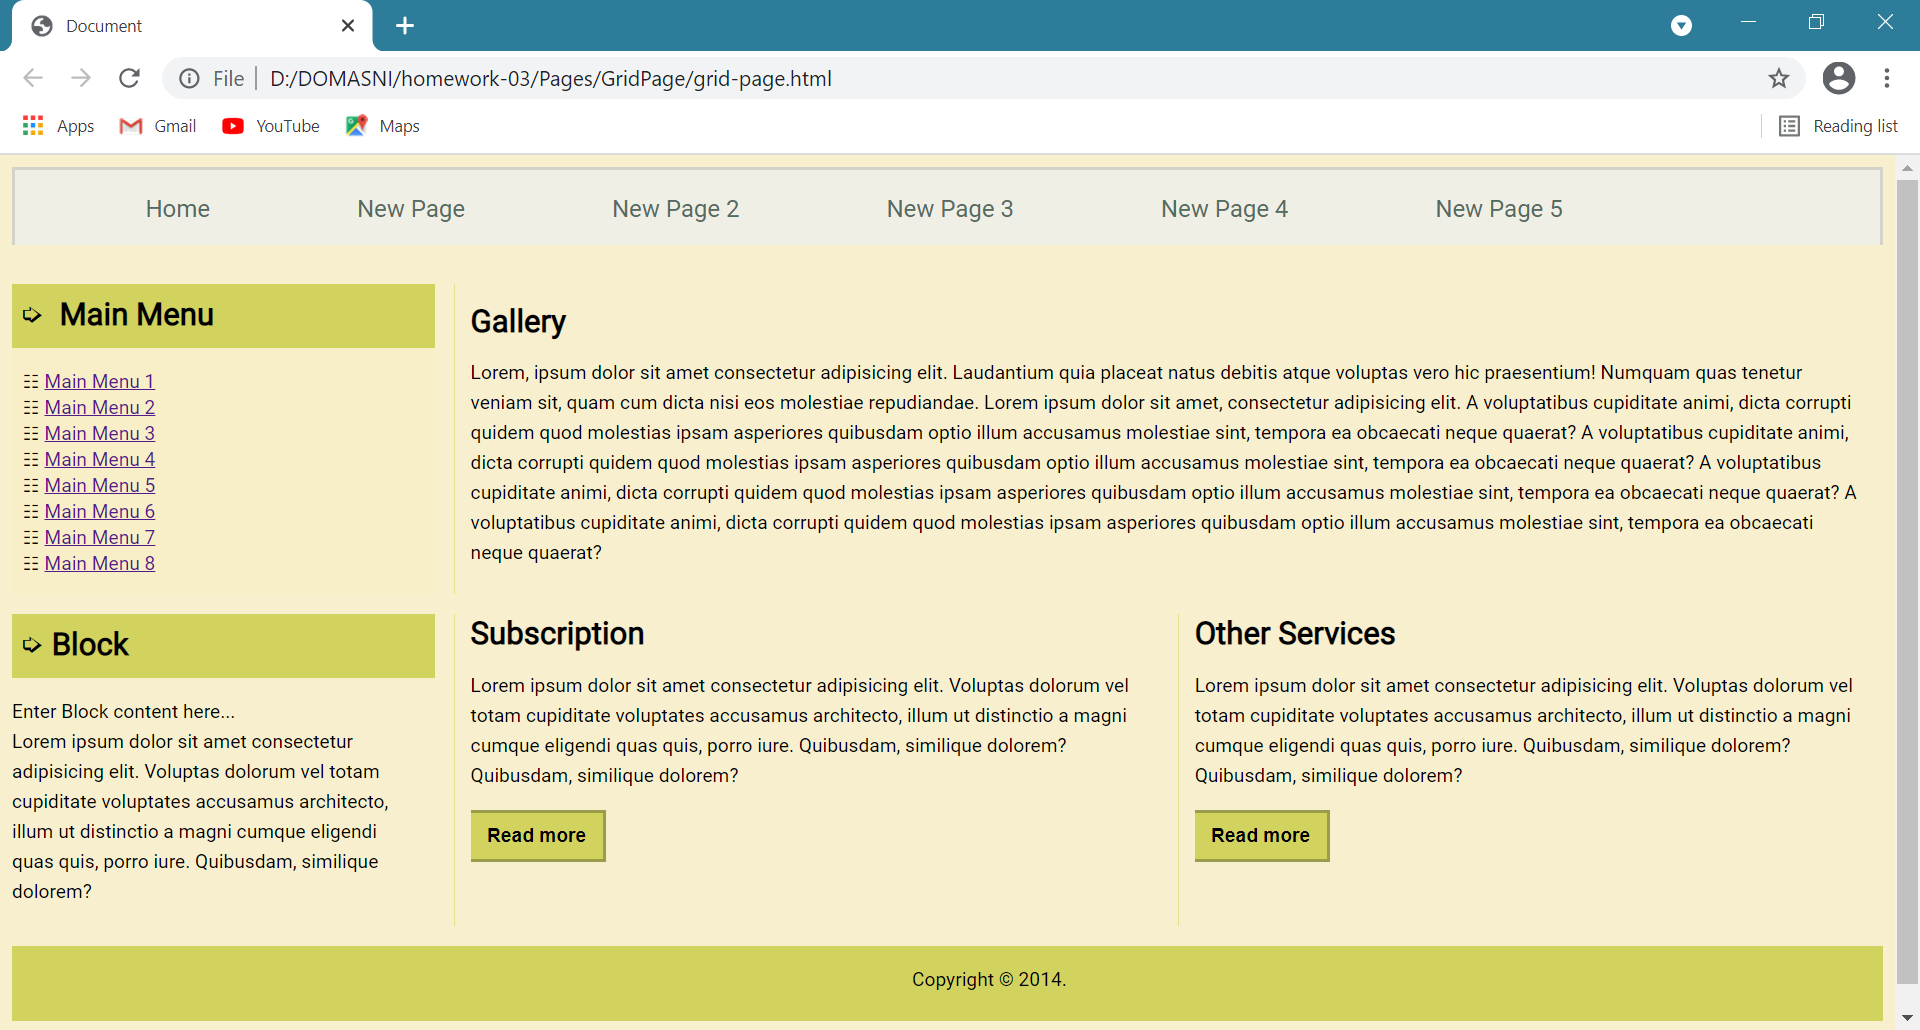 Document
File D:/DOMASNI/homework-03/Pages/GridPage/grid-page.html
Apps Gmail YouTube Maps Reading list
Home New Page New Page 2 New Page 3 New Page 4 New Page 5
➩ Main Menu
☷ Main Menu 1
☷ Main Menu 2
☷ Main Menu 3
☷ Main Menu 4
☷ Main Menu 5
☷ Main Menu 6
☷ Main Menu 7
☷ Main Menu 8
Gallery
Lorem, ipsum dolor sit amet consectetur adipisicing elit. Laudantium quia placeat natus debitis atque voluptas vero hic praesentium! Numquam quas tenetur
veniam sit, quam cum dicta nisi eos molestiae repudiandae. Lorem ipsum dolor sit amet, consectetur adipisicing elit. A voluptatibus cupiditate animi, dicta corrupti
quidem quod molestias ipsam asperiores quibusdam optio illum accusamus molestiae sint, tempora ea obcaecati neque quaerat? A voluptatibus cupiditate animi,
dicta corrupti quidem quod molestias ipsam asperiores quibusdam optio illum accusamus molestiae sint, tempora ea obcaecati neque quaerat? A voluptatibus
cupiditate animi, dicta corrupti quidem quod molestias ipsam asperiores quibusdam optio illum accusamus molestiae sint, tempora ea obcaecati neque quaerat? A
voluptatibus cupiditate animi, dicta corrupti quidem quod molestias ipsam asperiores quibusdam optio illum accusamus molestiae sint, tempora ea obcaecati
neque quaerat?
➩ Block
Enter Block content here...
Lorem ipsum dolor sit amet consectetur
adipisicing elit. Voluptas dolorum vel totam
cupiditate voluptates accusamus architecto,
illum ut distinctio a magni cumque eligendi
quas quis, porro iure. Quibusdam, similique
dolorem?
Subscription
Lorem ipsum dolor sit amet consectetur adipisicing elit. Voluptas dolorum vel
totam cupiditate voluptates accusamus architecto, illum ut distinctio a magni
cumque eligendi quas quis, porro iure. Quibusdam, similique dolorem?
Quibusdam, similique dolorem?
Read more
Other Services
Lorem ipsum dolor sit amet consectetur adipisicing elit. Voluptas dolorum vel
totam cupiditate voluptates accusamus architecto, illum ut distinctio a magni
cumque eligendi quas quis, porro iure. Quibusdam, similique dolorem?
Quibusdam, similique dolorem?
Read more
Copyright © 2014.